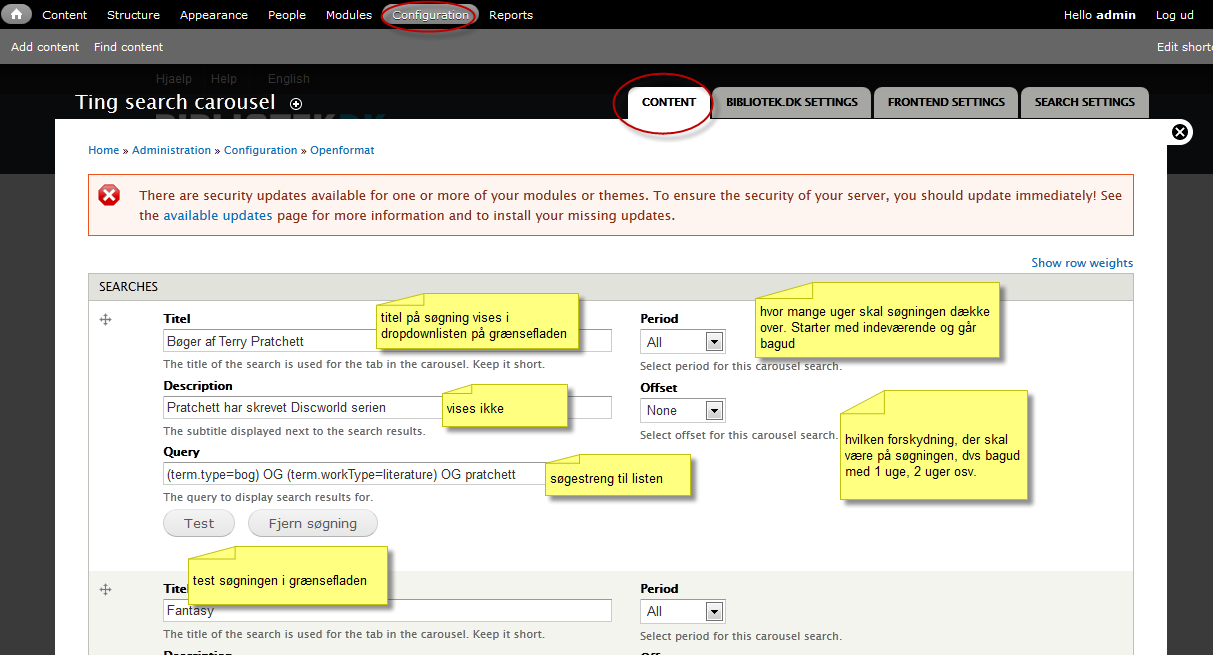 Content Structure Appearance People Modules Configuration Reports Hello admin Log ud
Add content Find content Edit shortc
Hjaelp Help English
Ting search carousel
CONTENT BIBLIOTEK.DK SETTINGS FRONTEND SETTINGS SEARCH SETTINGS
BIBLIOTEK.DK
Home » Administration » Configuration » Openformat
There are security updates available for one or more of your modules or themes. To ensure the security of your server, you should update immediately! See
the available updates page for more information and to install your missing updates.
Show row weights
SEARCHES
Titel
Bøger af Terry Pratchett
The title of the search is used for the tab in the carousel. Keep it short.
titel på søgning vises i
dropdownlisten på grænsefladen
Period
All
Select period for this carousel search.
hvor mange uger skal søgningen dække
over. Starter med indeværende og går
bagud
Description
Pratchett har skrevet Discworld serien
The subtitle displayed next to the search results.
vises ikke
Offset
None
Select offset for this carousel search.
hvilken forskydning, der skal
være på søgningen, dvs bagud
med 1 uge, 2 uger osv.
Query
(term.type=bog) OG (term.workType=literature) OG pratchett
The query to display search results for.
søgestreng til listen
Test Fjern søgning
test søgningen i grænsefladen
Titel
Fantasy
The title of the search is used for the tab in the carousel. Keep it short.
Period
All
Select period for this carousel search.
Description